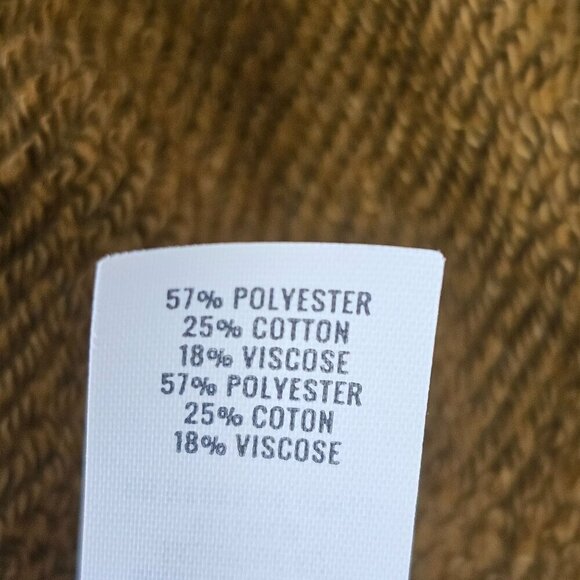 57% POLYESTER
25% COTTON
18% VISCOSE
57% POLYESTER
25% COTON
18% VISCOSE